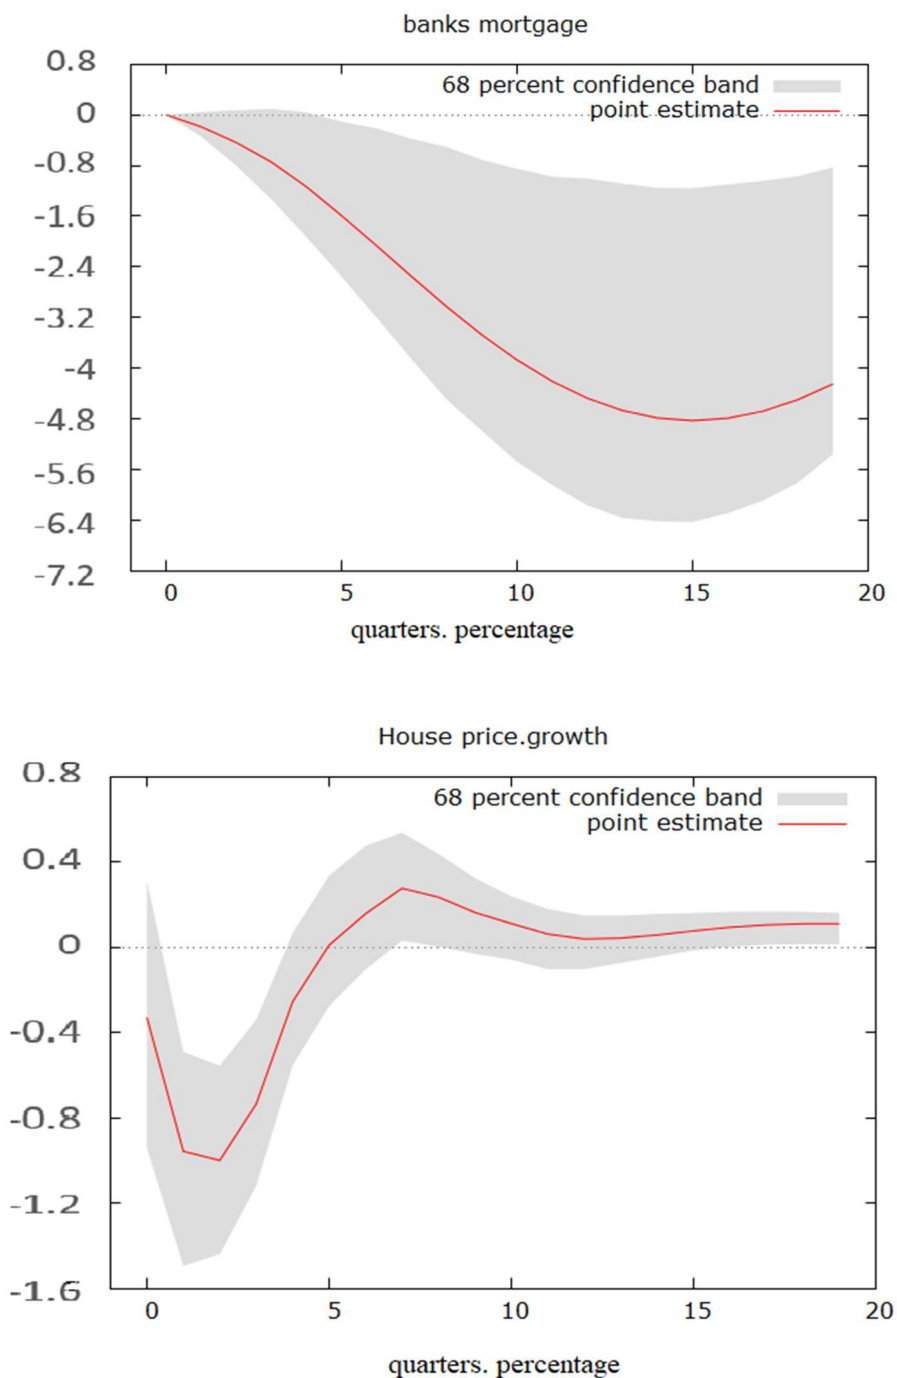 banks mortgage
0.8
68 percent confidence band
point estimate
0
-0.8
-1.6
-2.4
-3.2
-4
-4.8
-5.6
-6.4
-7.2
0 5 10 15 20
quarters. percentage
House price.growth
0.8
68 percent confidence band
point estimate
0.4
0
-0.4
-0.8
-1.2
-1.6
0 5 10 15 20
quarters. percentage